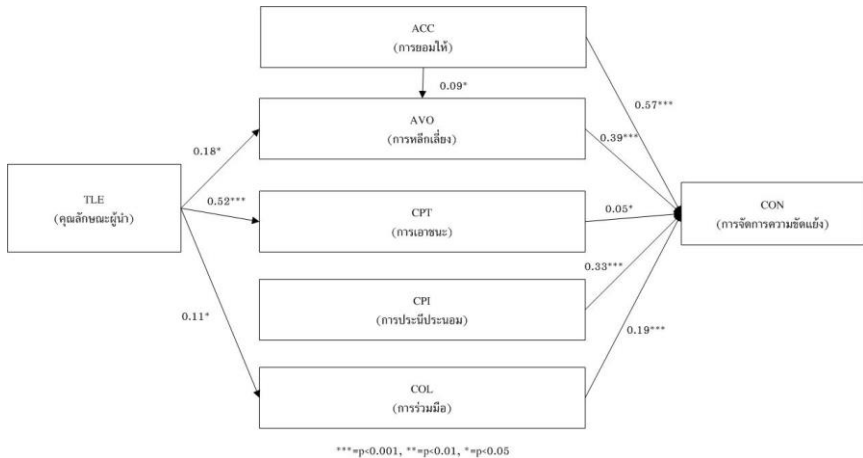 ACC
(การยอมให้)
0.09*
0.57***
AVO
(การหลีกเลี่ยง)
0.39***
0.18*
TLE
(คุณลักษณะผู้นำ)
0.52***
CPT
(การเอาชนะ)
0.05*
CON
(การจัดการความขัดแย้ง)
CPI
(การประนีประนอม)
0.33***
0.11*
0.19***
COL
(การร่วมมือ)
***=p<0.001, **=p<0.01, *=p<0.05